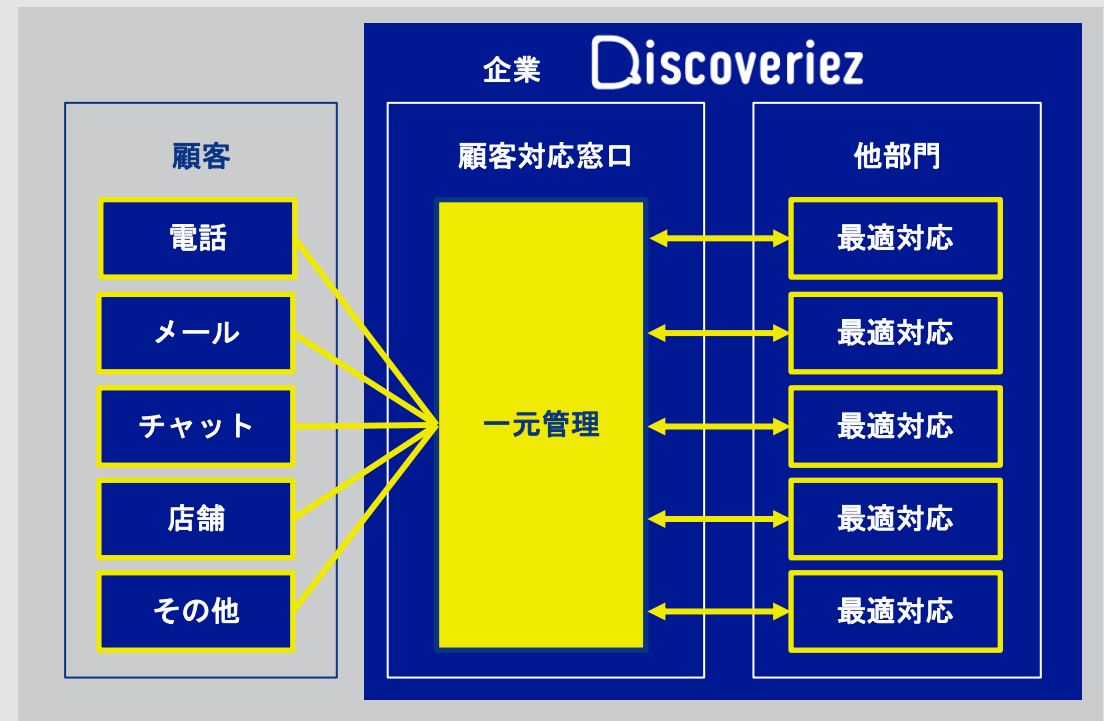 企業 Discoveriez
顧客
電話
メール
チャット
店舗
その他
顧客対応窓口
一元管理
他部門
最適対応
最適対応
最適対応
最適対応
最適対応